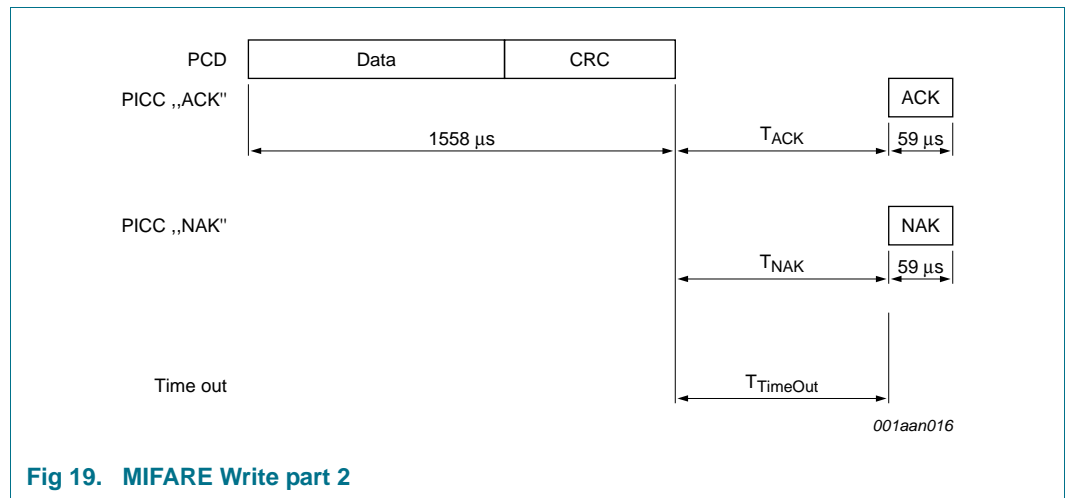 PCD Data CRC
PICC ,,ACK" ACK
1558 μs TACK 59 μs
PICC ,,NAK" NAK
TNAK 59 μs
Time out TTimeOut
001aan016
Fig 19. MIFARE Write part 2